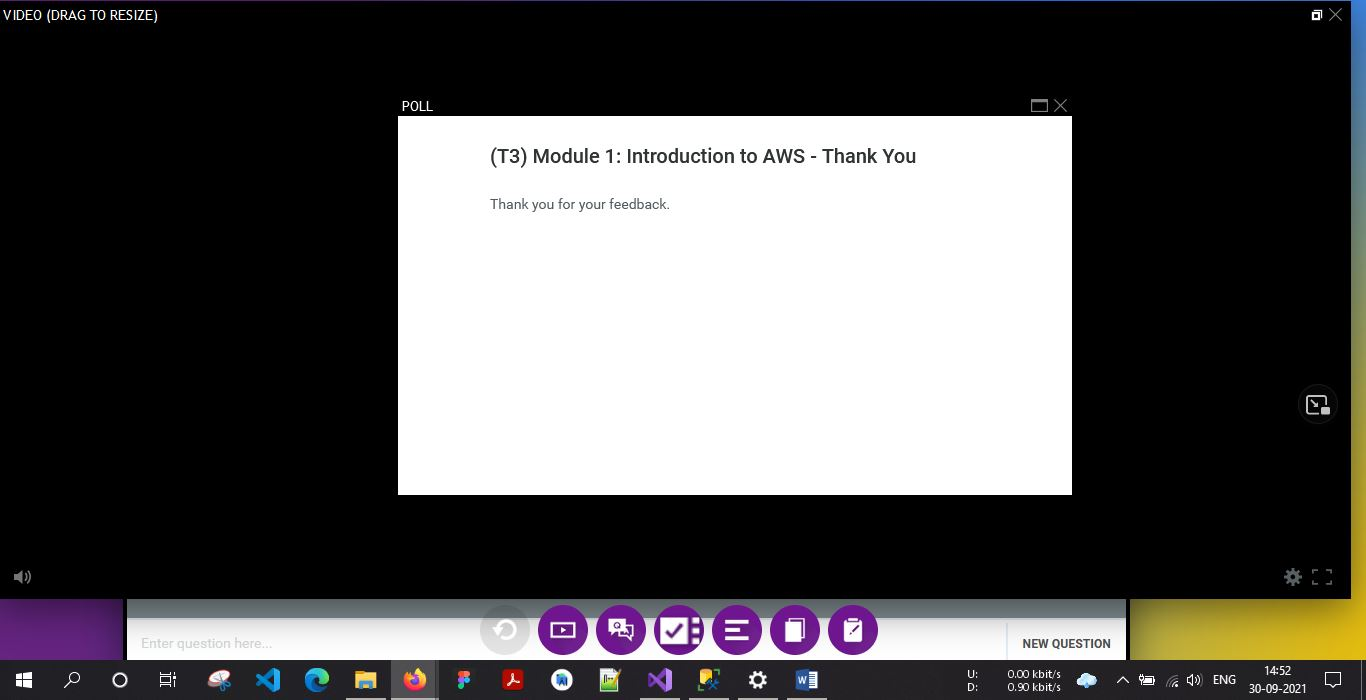 VIDEO (DRAG TO RESIZE)
POLL
(T3) Module 1: Introduction to AWS - Thank You
Thank you for your feedback.
Enter question here...
NEW QUESTION
U: 0.00 kbit/s
D: 0.90 kbit/s
ENG
14:52
30-09-2021